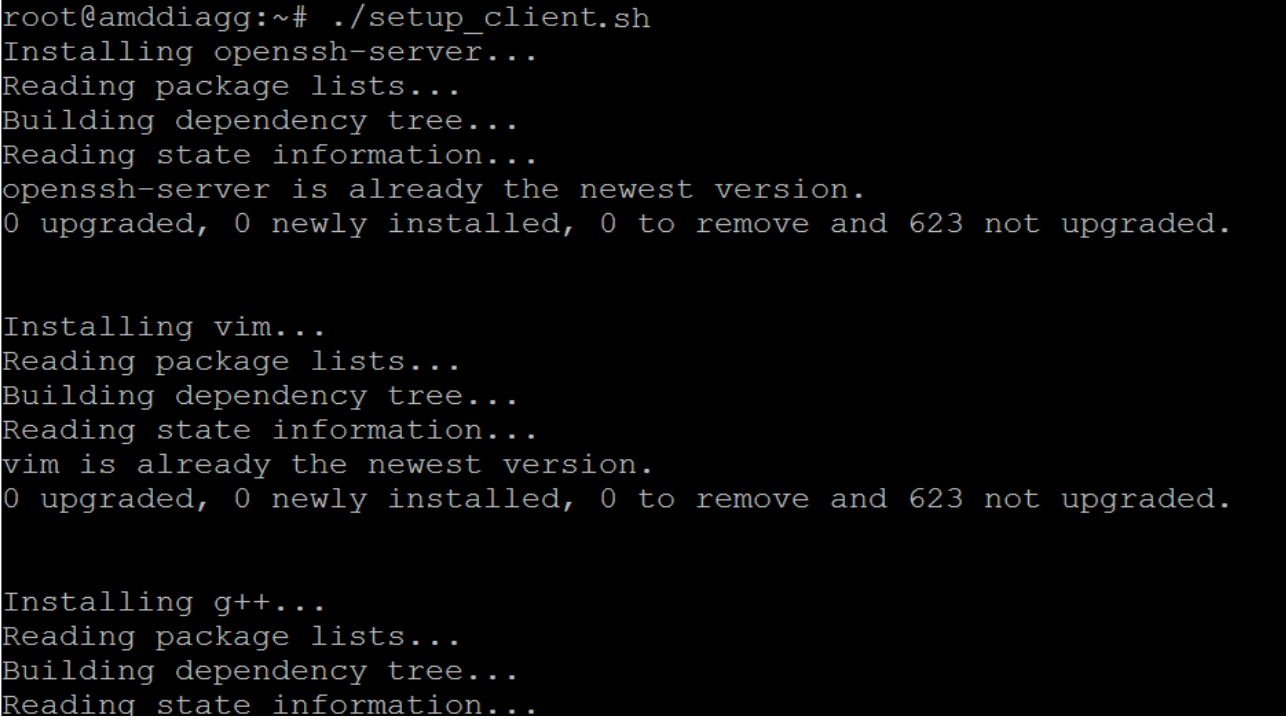 root@amddiagg:~# ./setup_client.sh
Installing openssh-server...
Reading package lists...
Building dependency tree...
Reading state information...
openssh-server is already the newest version.
0 upgraded, 0 newly installed, 0 to remove and 623 not upgraded.
Installing vim...
Reading package lists...
Building dependency tree...
Reading state information...
vim is already the newest version.
0 upgraded, 0 newly installed, 0 to remove and 623 not upgraded.
Installing g++...
Reading package lists...
Building dependency tree...
Reading state information...